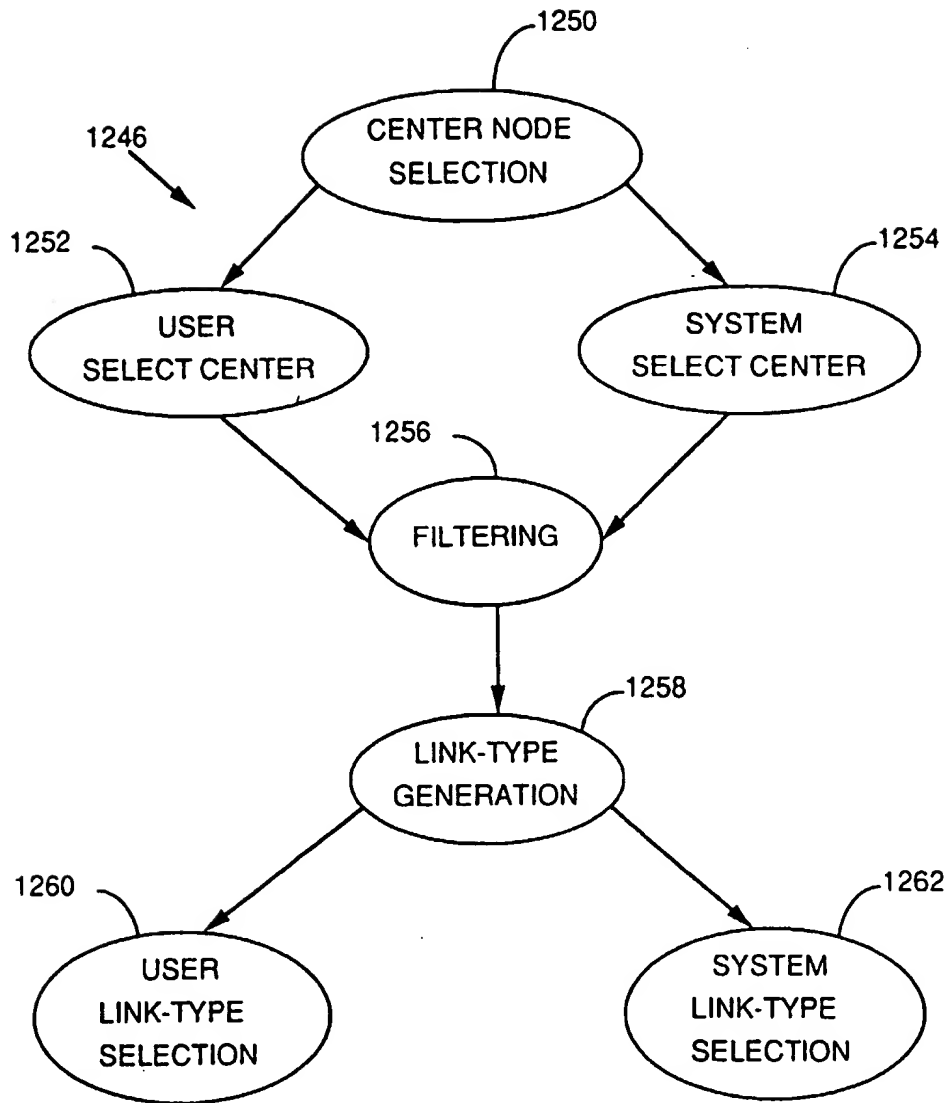 1250
CENTER NODE
SELECTION
1246
1252
1254
USER
SELECT CENTER
SYSTEM
SELECT CENTER
1256
FILTERING
1258
LINK-TYPE
GENERATION
1260
1262
USER
LINK-TYPE
SELECTION
SYSTEM
LINK-TYPE
SELECTION